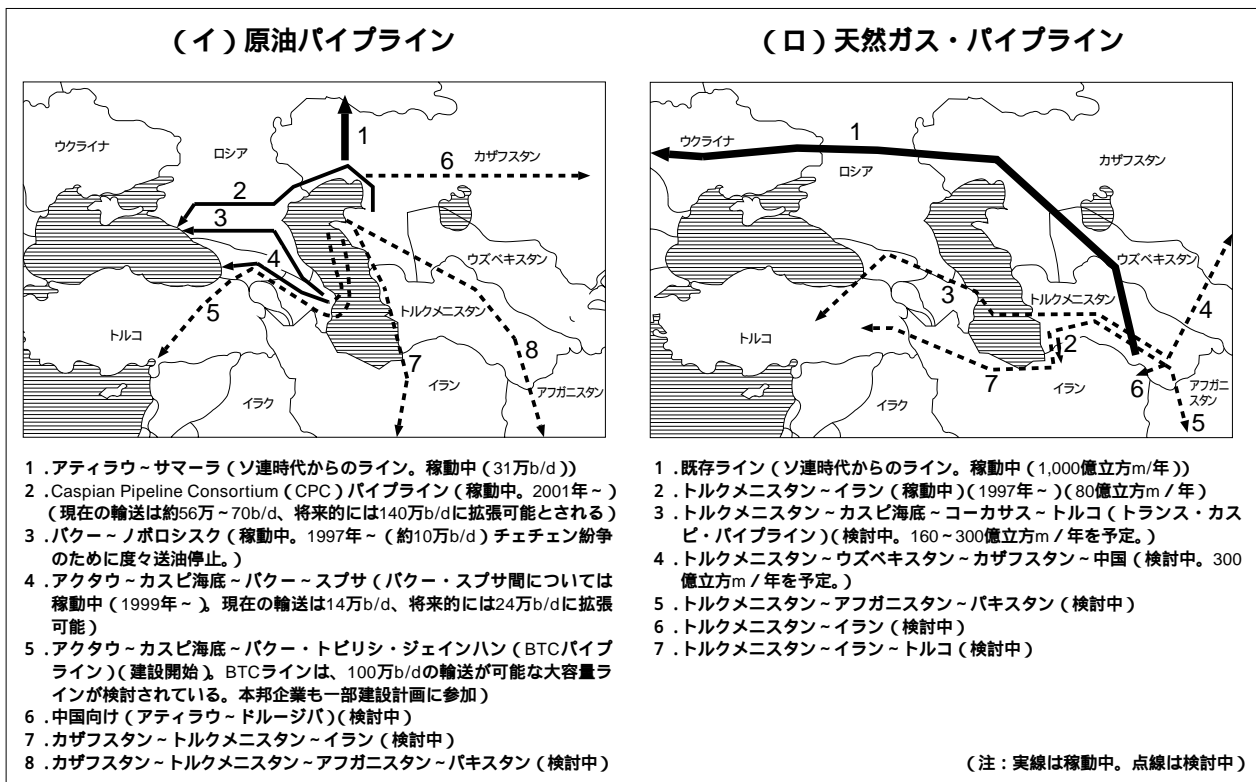 （イ）原油パイプライン
ウクライナ
ロシア
カザフスタン
ウズベキスタン
トルクメニスタン
トルコ
イラク
イラン
アフガニスタン
1
2
3
4
5
6
7
8
1．アティラウ～サマーラ（ソ連時代からのライン。稼動中（31万b/d））
2．Caspian Pipeline Consortium（CPC）パイプライン（稼動中。2001年～）
（現在の輸送は約56万～70b/d、将来的には140万b/dに拡張可能とされる）
3．バクー～ノボロシスク（稼動中。1997年～（約10万b/d）チェチェン紛争
のために度々送油停止。）
4．アクタウ～カスピ海底～バクー～スプサ（バクー・スプサ間については
稼動中（1999年～）。現在の輸送は14万b/d、将来的には24万b/dに拡張
可能）
5．アクタウ～カスピ海底～バクー・トビリシ・ジェインハン（BTCパイプ
ライン）（建設開始）。BTCラインは、100万b/dの輸送が可能な大容量ラ
インが検討されている。本邦企業も一部建設計画に参加）
6．中国向け（アティラウ～ドルージバ）（検討中）
7．カザフスタン～トルクメニスタン～イラン（検討中）
8．カザフスタン～トルクメニスタン～アフガニスタン～パキスタン（検討中）
（ロ）天然ガス・パイプライン
ウクライナ
ロシア
カザフスタン
ウズベキスタン
トルクメニスタン
トルコ
イラク
イラン
アフガニ
スタン
1
2
3
4
5
6
7
1．既存ライン（ソ連時代からのライン。稼動中（1,000億立方m/年））
2．トルクメニスタン～イラン（稼動中）（1997年～）（80億立方m／年）
3．トルクメニスタン～カスピ海底～コーカサス～トルコ（トランス・カス
ピ・パイプライン）（検討中。160～300億立方m／年を予定。）
4．トルクメニスタン～ウズベキスタン～カザフスタン～中国（検討中。300
億立方m／年を予定。）
5．トルクメニスタン～アフガニスタン～パキスタン（検討中）
6．トルクメニスタン～イラン（検討中）
7．トルクメニスタン～イラン～トルコ（検討中）
（注：実線は稼動中。点線は検討中）